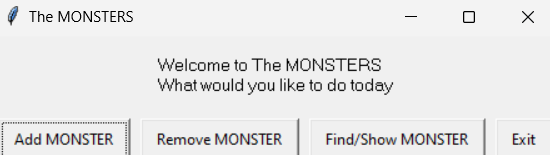 The MONSTERS
Welcome to The MONSTERS
What would you like to do today
Add MONSTER Remove MONSTER Find/Show MONSTER Exit